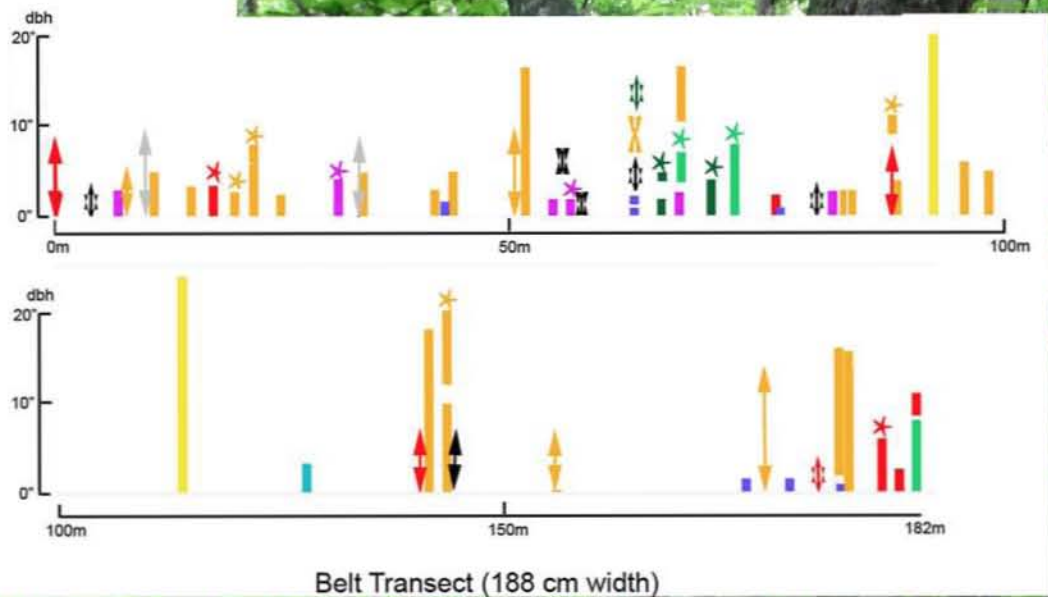 dbh
20"
10"
0"
0m 50m 100m
dbh
20"
10"
0"
100m 150m 182m
Belt Transect (188 cm width)